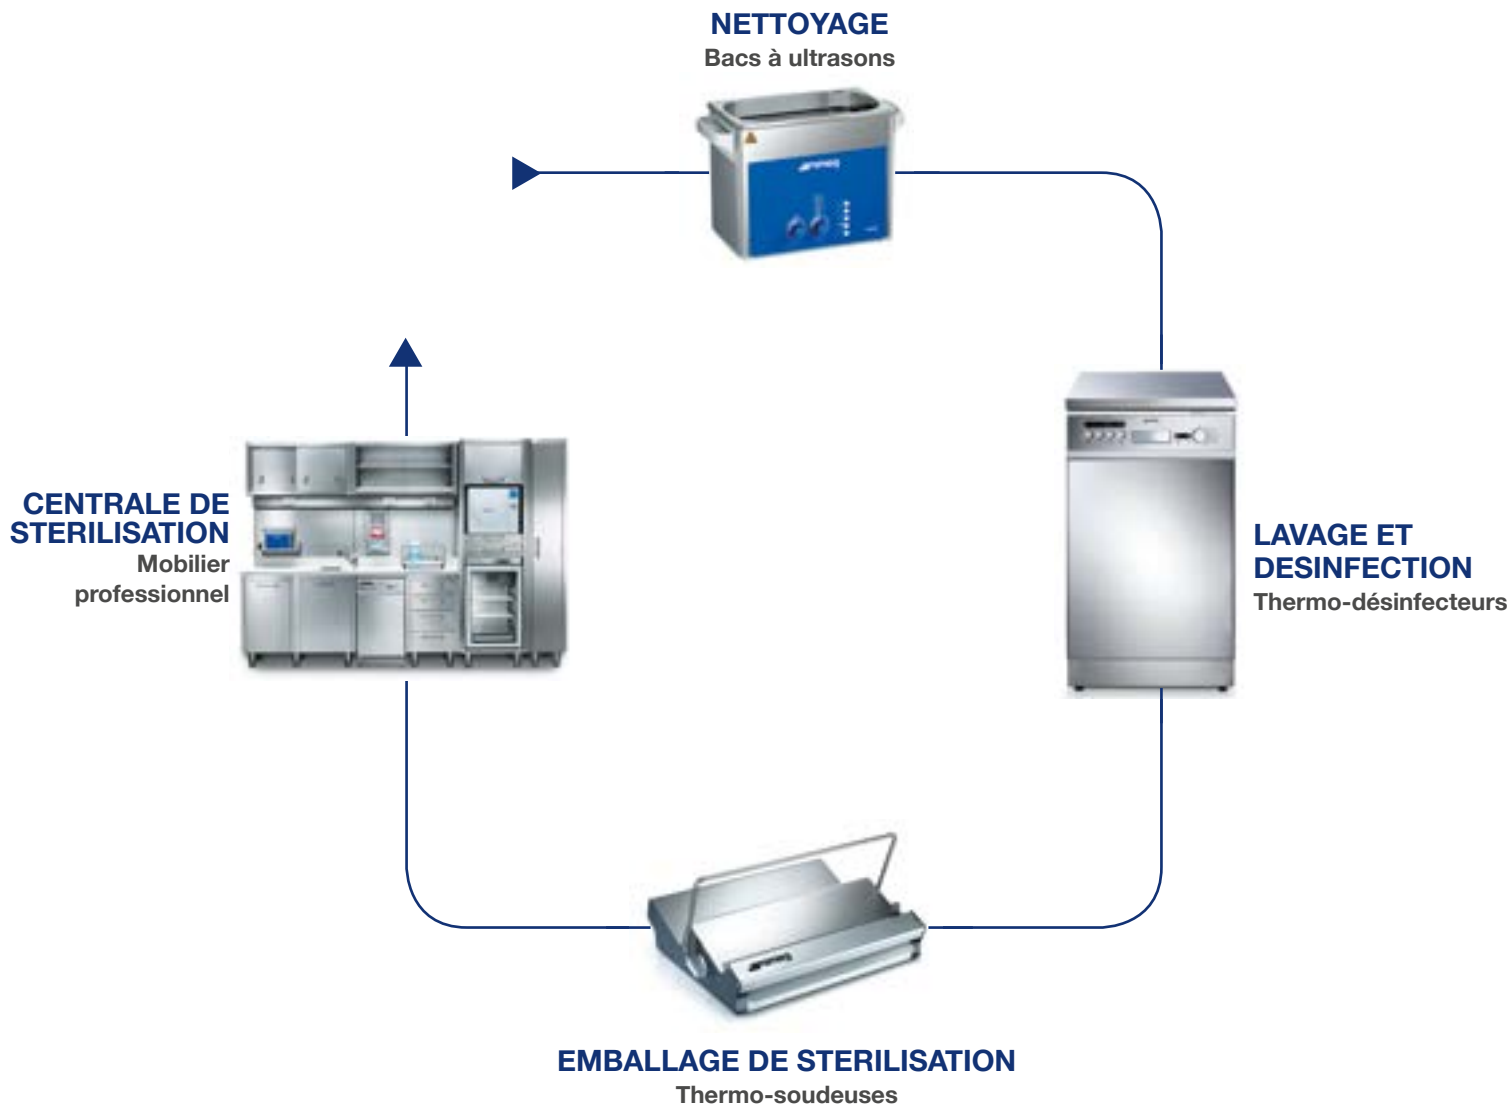 NETTOYAGE
Bacs à ultrasons
CENTRALE DE
STERILISATION
Mobilier
professionnel
LAVAGE ET
DESINFECTION
Thermo-désinfecteurs
EMBALLAGE DE STERILISATION
Thermo-soudeuses